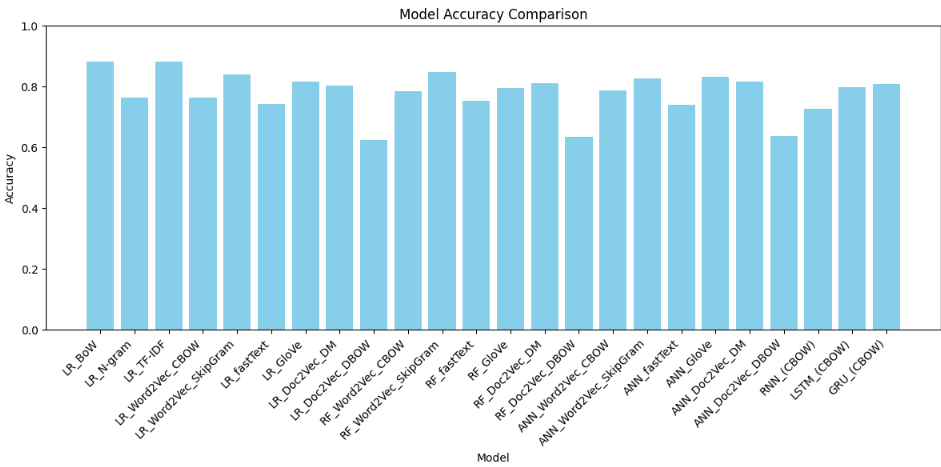 Model Accuracy Comparison
Accuracy
1.0
0.8
0.6
0.4
0.2
0.0
LR_BoW
LR_N-gram
LR_TF-IDF
LR_Word2Vec_CBOW
LR_Word2Vec_SkipGram
LR_fastText
LR_GloVe
LR_Doc2Vec_DM
LR_Doc2Vec_DBOW
RF_Word2Vec_CBOW
RF_Word2Vec_SkipGram
RF_fastText
RF_GloVe
RF_Doc2Vec_DM
RF_Doc2Vec_DBOW
ANN_Word2Vec_CBOW
ANN_Word2Vec_SkipGram
ANN_fastText
ANN_GloVe
ANN_Doc2Vec_DM
ANN_Doc2Vec_DBOW
RNN_(CBOW)
LSTM_(CBOW)
GRU_(CBOW)
Model